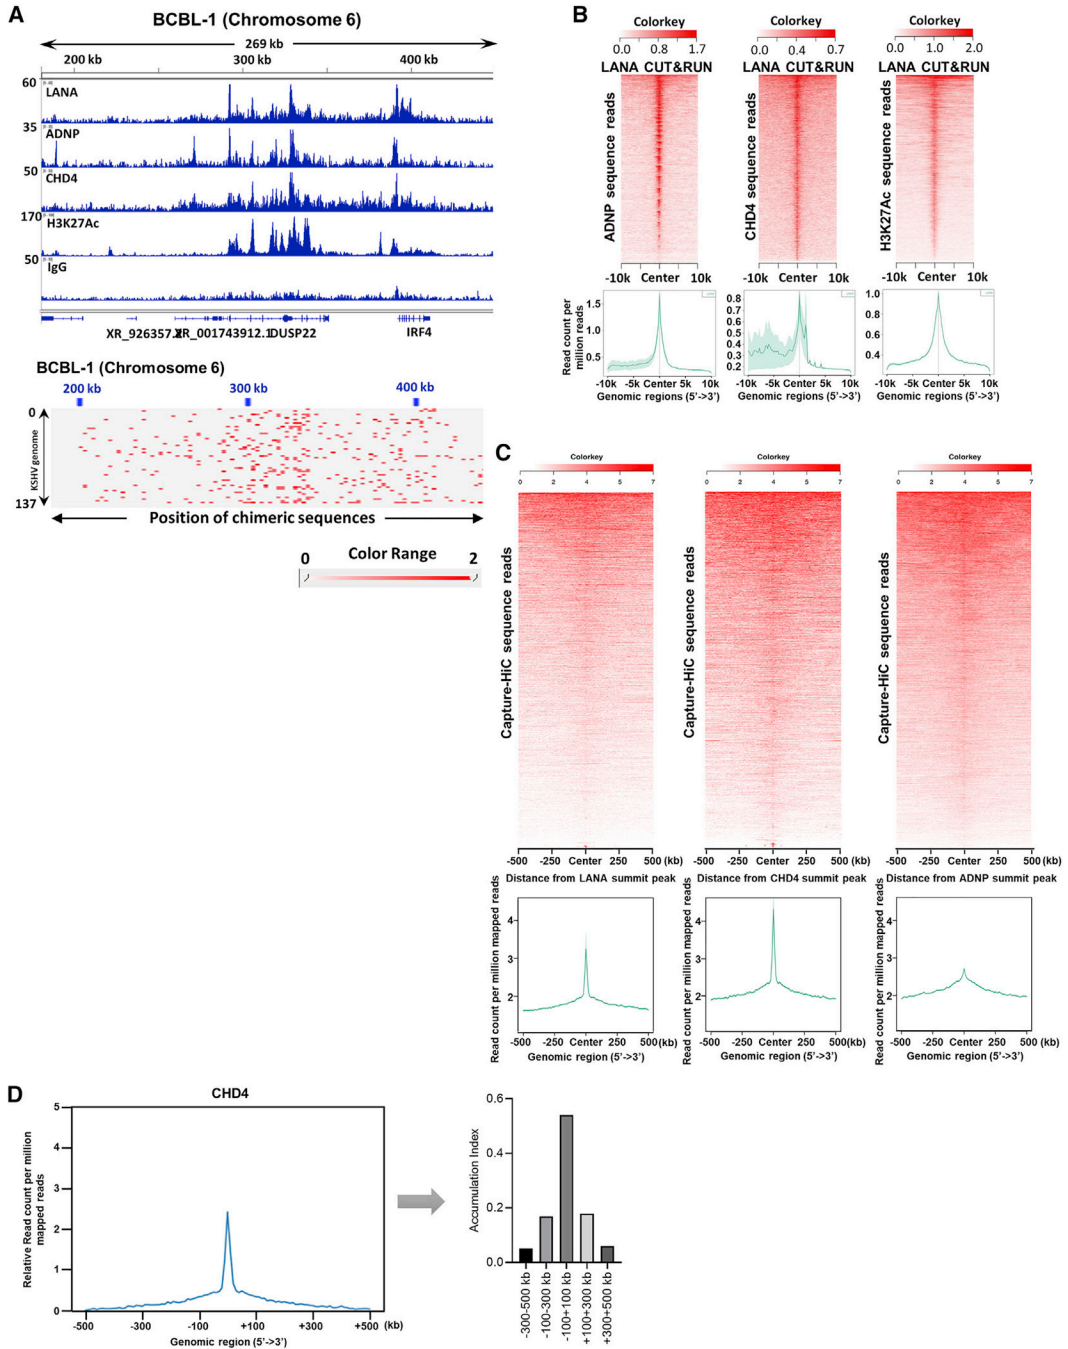 A
BCBL-1 (Chromosome 6)
269 kb
200 kb 300 kb 400 kb
60
LANA
35
ADNP
50
CHD4
170
H3K27Ac
50
IgG
DUSP22
IRF4
BCBL-1 (Chromosome 6)
200 kb 300 kb 400 kb
0
KSHV genome
137
Position of chimeric sequences
0 Color Range 2
B
Colorkey Colorkey Colorkey
0.0 0.8 1.7 0.0 0.4 0.7 0.0 1.0 2.0
LANA CUT&RUN LANA CUT&RUN LANA CUT&RUN
ADNP sequence reads
CHD4 sequence reads
H3K27Ac sequence reads
-10k Center 10k -10k Center 10k -10k Center 10k
Read count per
million reads
1.5
1.0
0.5
0.8
0.7
0.6
0.5
0.4
0.3
0.2
1.0
0.8
0.6
0.4
-10k -5k Center 5k 10k -10k -5k Center 5k 10k -10k -5k Center 5k 10k
Genomic regions (5'->3') Genomic regions (5'->3') Genomic regions (5'->3')
C
Colorkey Colorkey Colorkey
0 2 4 5 7 0 2 4 5 7 0 2 4 5 7
Capture-HiC sequence reads
Capture-HiC sequence reads
Capture-HiC sequence reads
-500 -250 Center 250 500 (kb) -500 -250 Center 250 500 (kb) -500 -250 Center 250 500 (kb)
Distance from LANA summit peak Distance from CHD4 summit peak Distance from ADNP summit peak
Read count per million mapped reads
4
3
2
Read count per million mapped reads
4
3
2
Read count per million mapped reads
4
3
2
-500 -250 Center 250 500(kb) -500 -250 Center 250 500(kb) -500 -250 Center 250 500(kb)
Genomic region (5'->3') Genomic region (5'->3') Genomic region (5'->3')
D
CHD4
Relative Read count per million
mapped reads
5
4
3
2
1
0
-500 -300 -100 +100 +300 +500 (kb)
Genomic region (5'->3')
Accumulation Index
0.6
0.4
0.2
0.0
-300-500 kb
-100-300 kb
-100+100 kb
+100+300 kb
+300+500 kb